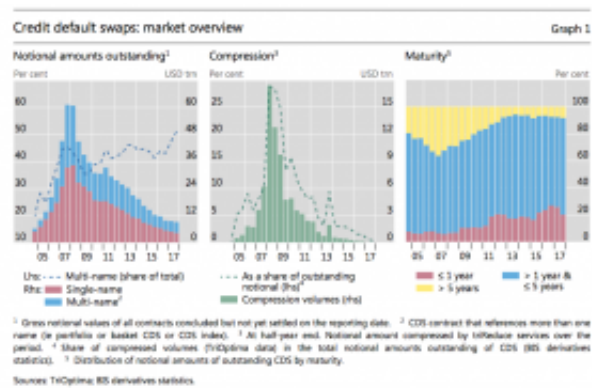 Credit default swaps: market overview Graph 1
Notional amounts outstanding¹ Compression³ Maturity⁵
Per cent USD trn Per cent USD trn Per cent
60 60 25 15 100
50 48 20 12 80
40 36 15 9 60
30 24 10 6 40
20 12 5 3 20
10 0 0 0 0
05 07 09 11 13 15 17 05 07 09 11 13 15 17 05 07 09 11 13 15 17
Lhs: Multi-name (share of total) As a share of outstanding ≤ 1 year > 1 year &
Rhs: Single-name notional (lhs)⁴ > 5 years ≤ 5 years
Multi-name² Compression volumes (rhs)
¹ Gross notional values of all contracts concluded but not yet settled on the reporting date. ² CDS contract that references more than one
name (ie portfolio or basket CDS or CDS index). ³ At half-year end. Notional amount compressed by triReduce services over the
period. ⁴ Share of compressed volumes (TriOptima data) in the total notional amounts outstanding of CDS (BIS derivatives
statistics). ⁵ Distribution of notional amounts of outstanding CDS by maturity.
Sources: TriOptima; BIS derivatives statistics.